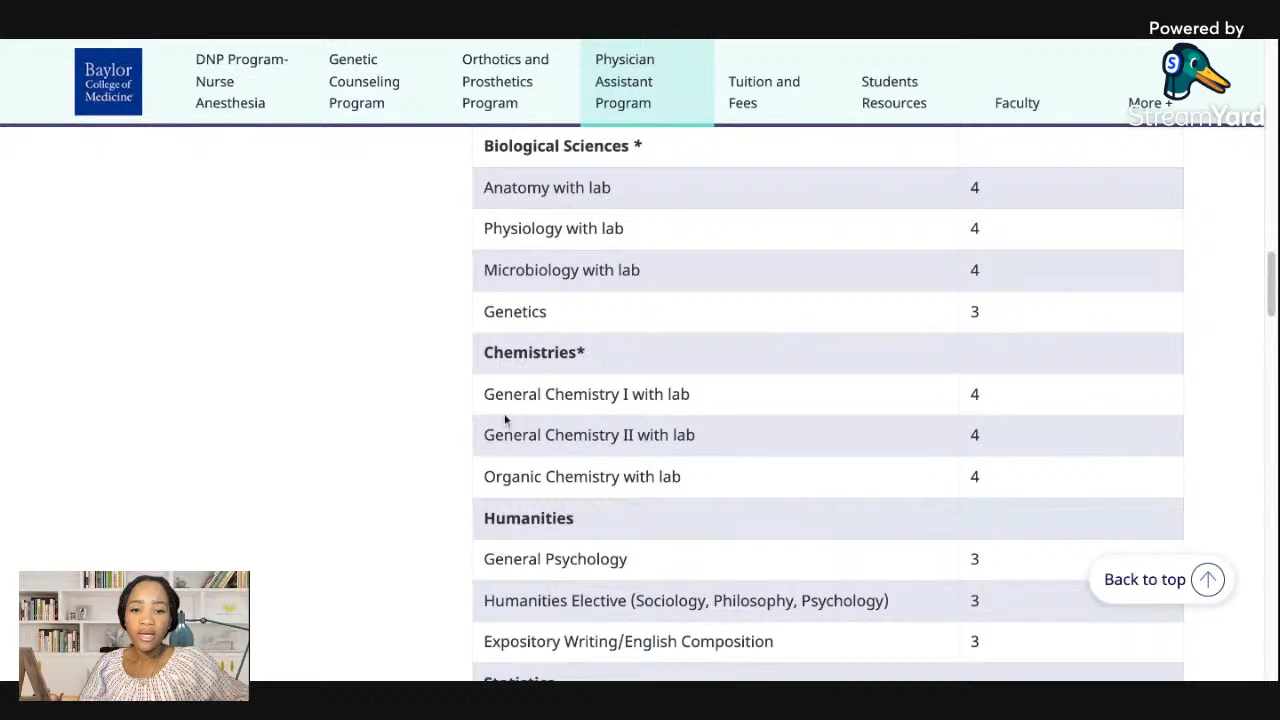 Powered by
StreamYard
Baylor
College of
Medicine
DNP Program-
Nurse
Anesthesia
Genetic
Counseling
Program
Orthotics and
Prosthetics
Program
Physician
Assistant
Program
Tuition and
Fees
Students
Resources
Faculty
More +
Biological Sciences *
Anatomy with lab 4
Physiology with lab 4
Microbiology with lab 4
Genetics 3
Chemistries*
General Chemistry I with lab 4
General Chemistry II with lab 4
Organic Chemistry with lab 4
Humanities
General Psychology 3
Back to top
Humanities Elective (Sociology, Philosophy, Psychology) 3
Expository Writing/English Composition 3
Statistics